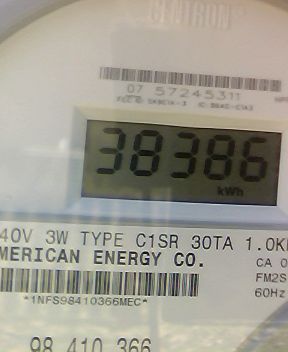 CENTRON
07 57245311
38386
kWh
40V 3W TYPE C1SR 30TA 1.0K
MERICAN ENERGY CO.
CA 0
FM2S
*1NFS98410366MEC*
60Hz
98 410 366